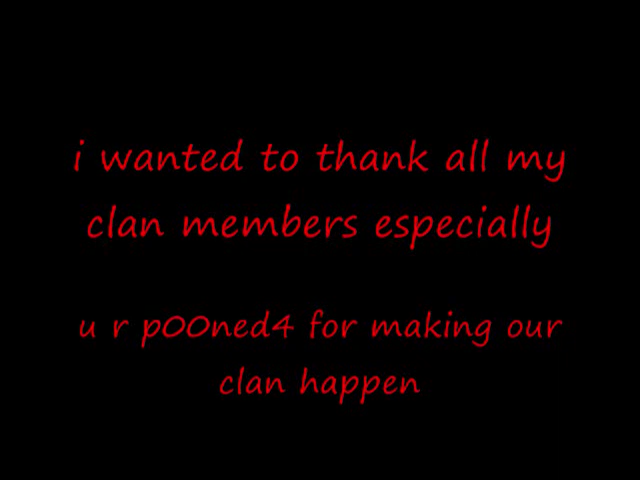 i wanted to thank all my
clan members especially
u r p00ned4 for making our
clan happen